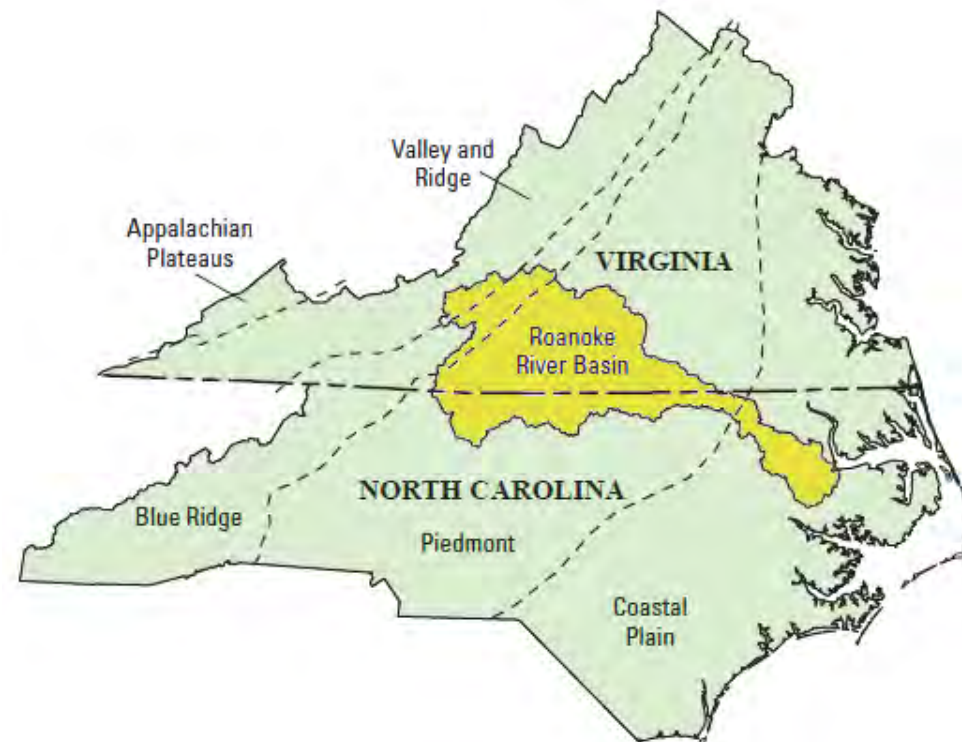 Valley and
Ridge
Appalachian
Plateaus
VIRGINIA
Roanoke
River Basin
NORTH CAROLINA
Blue Ridge
Piedmont
Coastal
Plain